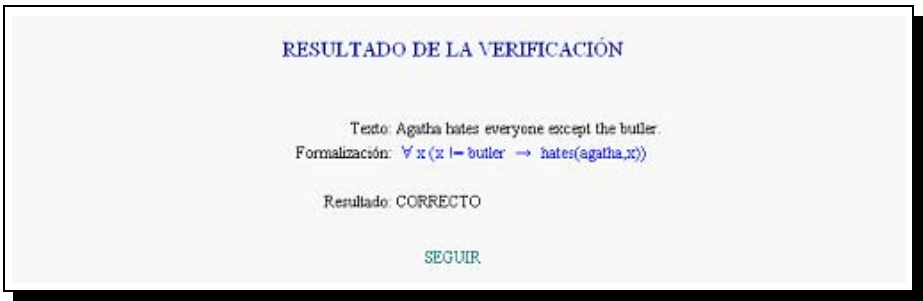 RESULTADO DE LA VERIFICACIÓN
Texto: Agatha hates everyone except the butler.
Formalización: ∀ x (x != butler → hates(agatha,x))
Resultado: CORRECTO
SEGUIR